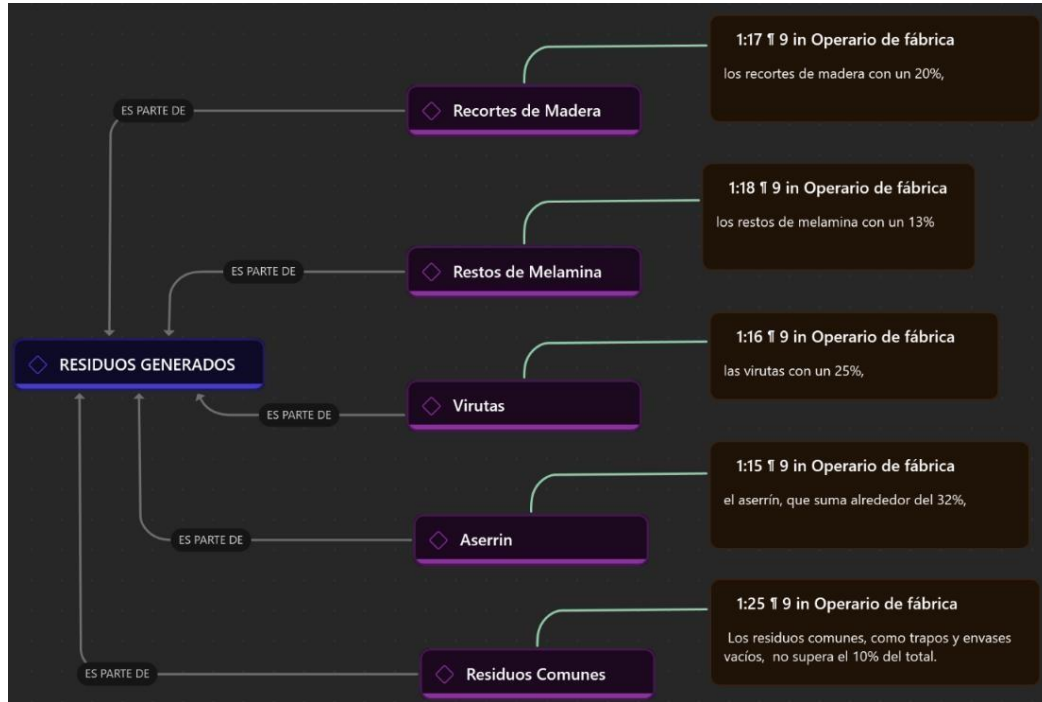 1:17 ¶ 9 in Operario de fábrica
los recortes de madera con un 20%,
ES PARTE DE
Recortes de Madera
1:18 ¶ 9 in Operario de fábrica
los restos de melamina con un 13%
ES PARTE DE
Restos de Melamina
1:16 ¶ 9 in Operario de fábrica
las virutas con un 25%,
RESIDUOS GENERADOS
ES PARTE DE
Virutas
1:15 ¶ 9 in Operario de fábrica
el aserrín, que suma alrededor del 32%,
ES PARTE DE
Aserrin
1:25 ¶ 9 in Operario de fábrica
Los residuos comunes, como trapos y envases
vacíos, no supera el 10% del total.
ES PARTE DE
Residuos Comunes